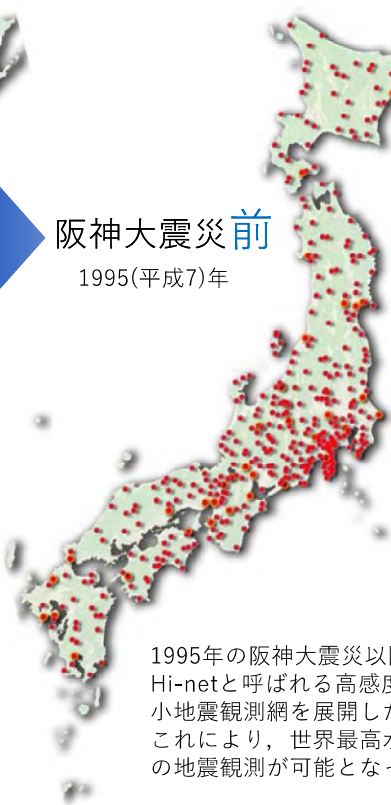 阪神大震災前
1995(平成7)年
1995年の阪神大震災以
Hi-netと呼ばれる高感
小地震観測網を展開し
これにより，世界最高
の地震観測が可能とな